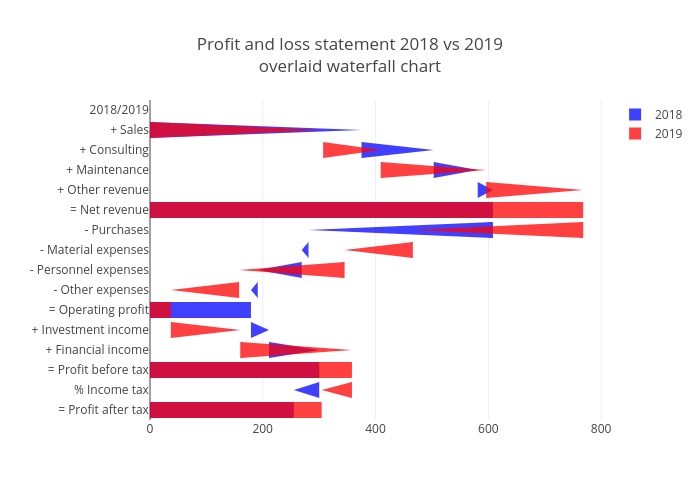 Profit and loss statement 2018 vs 2019
overlaid waterfall chart
2018
2019
2018/2019
+ Sales
+ Consulting
+ Maintenance
+ Other revenue
= Net revenue
- Purchases
- Material expenses
- Personnel expenses
- Other expenses
= Operating profit
+ Investment income
+ Financial income
= Profit before tax
% Income tax
= Profit after tax
0 200 400 600 800